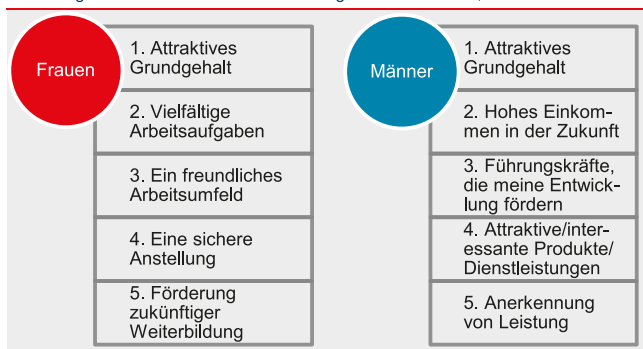 Frauen
1. Attraktives
Grundgehalt
2. Vielfältige
Arbeitsaufgaben
3. Ein freundliches
Arbeitsumfeld
4. Eine sichere
Anstellung
5. Förderung
zukünftiger
Weiterbildung
Männer
1. Attraktives
Grundgehalt
2. Hohes Einkom-
men in der Zukunft
3. Führungskräfte,
die meine Entwick-
lung fördern
4. Attraktive/inter-
essante Produkte/
Dienstleistungen
5. Anerkennung
von Leistung